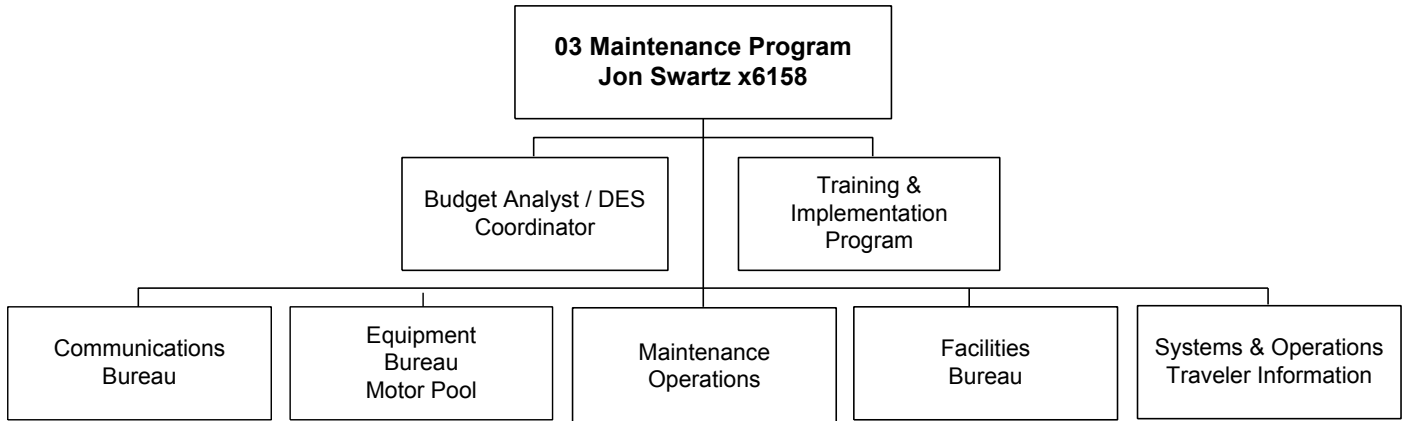 03 Maintenance Program
Jon Swartz x6158
Budget Analyst / DES
Coordinator
Training &
Implementation
Program
Communications
Bureau
Equipment
Bureau
Motor Pool
Maintenance
Operations
Facilities
Bureau
Systems & Operations
Traveler Information